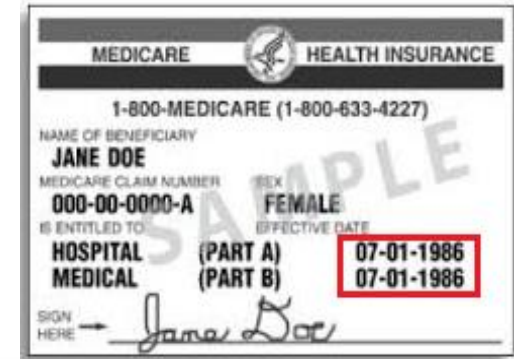 MEDICARE HEALTH INSURANCE
1-800-MEDICARE (1-800-633-4227)
NAME OF BENEFICIARY
JANE DOE
MEDICARE CLAIM NUMBER SEX
000-00-0000-A FEMALE
IS ENTITLED TO EFFECTIVE DATE
HOSPITAL (PART A) 07-01-1986
MEDICAL (PART B) 07-01-1986
SIGN
HERE Jane Doe
SAMPLE